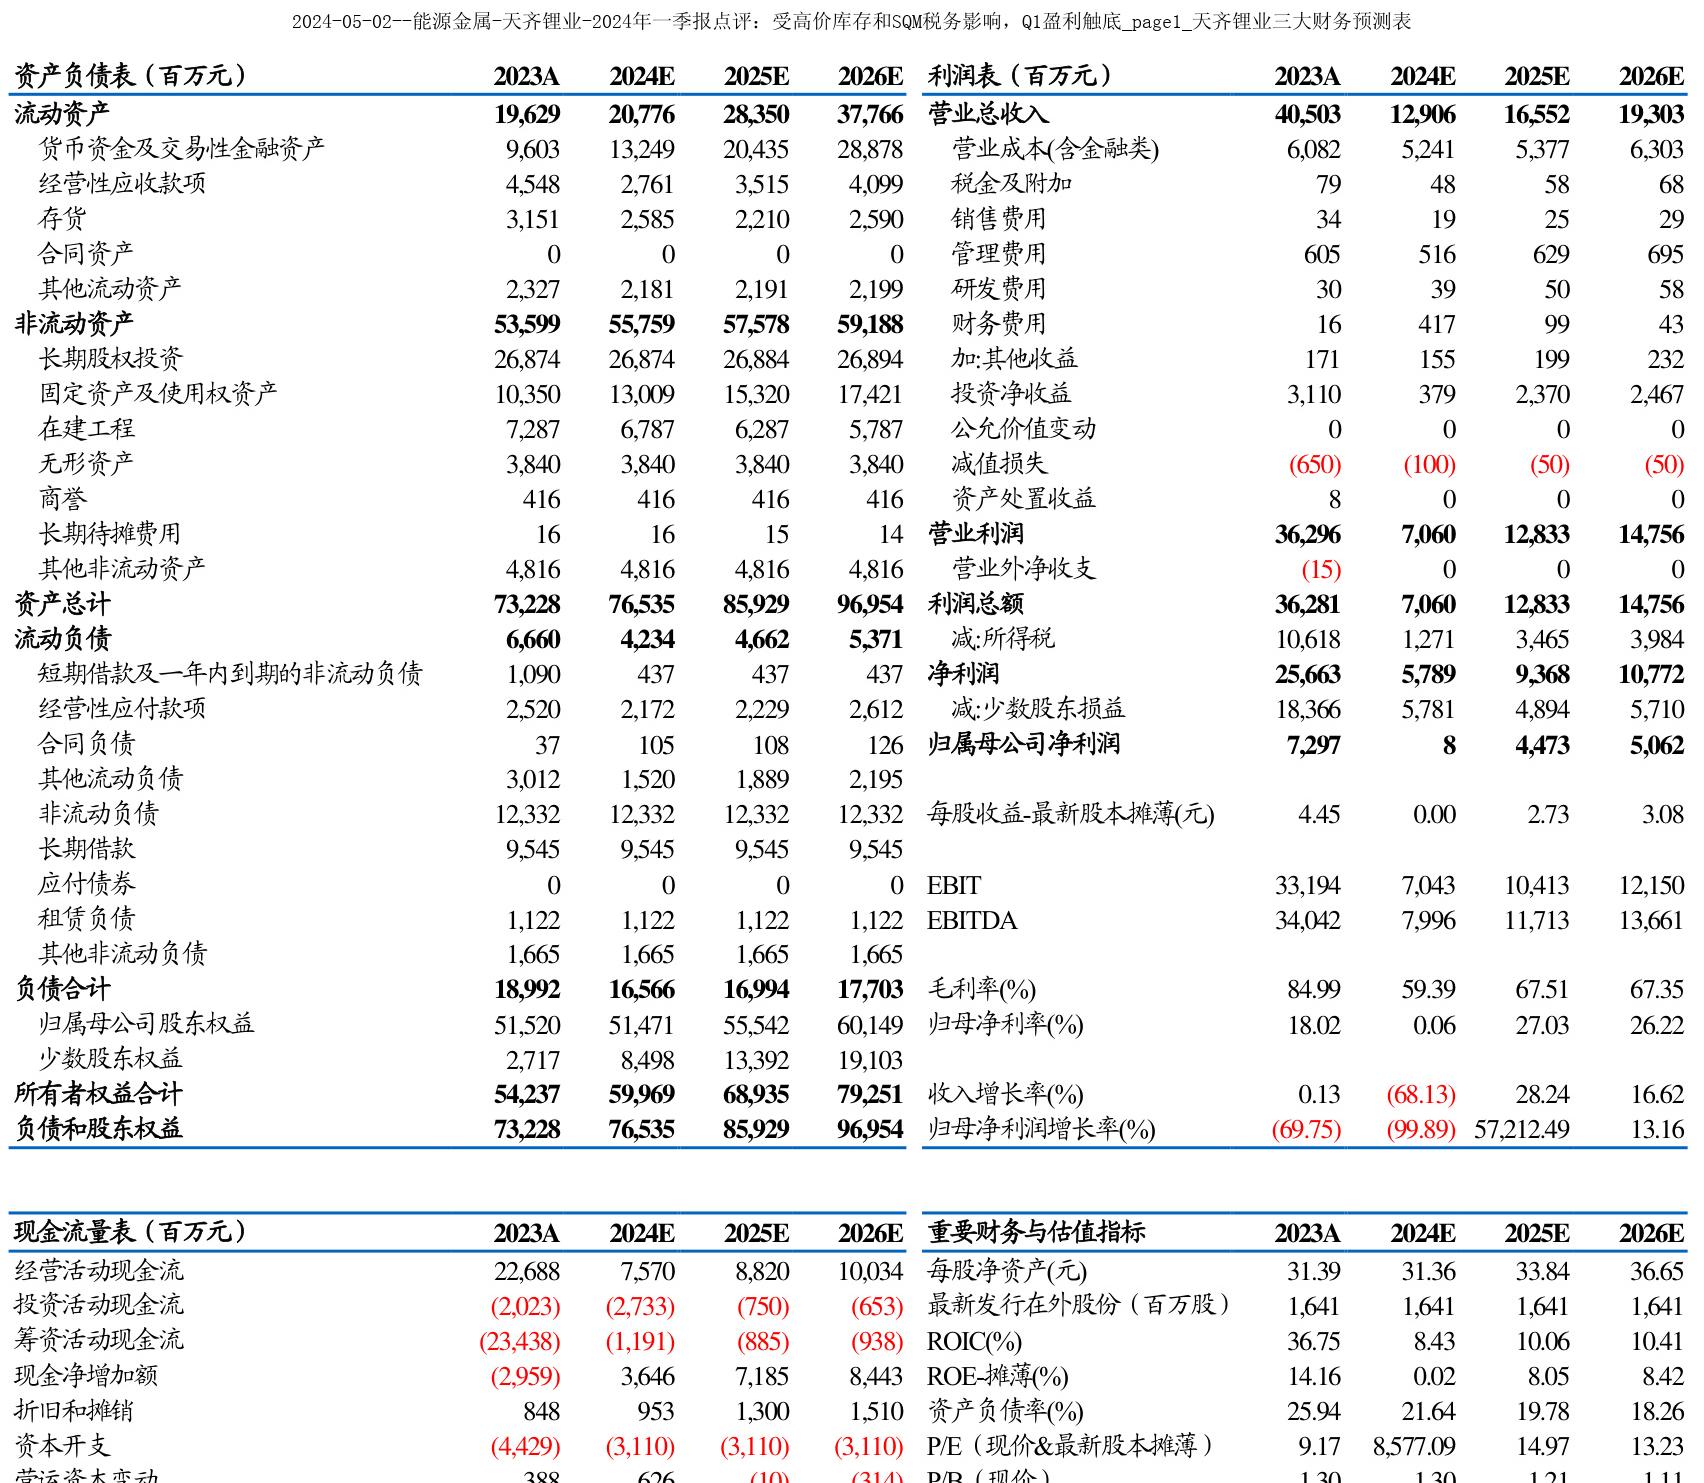 2024-05-02--能源金属-天齐锂业-2024年一季报点评：受高价库存和SQM税务影响，Q1盈利触底_page1_天齐锂业三大财务预测表
资产负债表（百万元） 2023A 2024E 2025E 2026E
流动资产 19,629 20,776 28,350 37,766
货币资金及交易性金融资产 9,603 13,249 20,435 28,878
经营性应收款项 4,548 2,761 3,515 4,099
存货 3,151 2,585 2,210 2,590
合同资产 0 0 0 0
其他流动资产 2,327 2,181 2,191 2,199
非流动资产 53,599 55,759 57,578 59,188
长期股权投资 26,874 26,874 26,884 26,894
固定资产及使用权资产 10,350 13,009 15,320 17,421
在建工程 7,287 6,787 6,287 5,787
无形资产 3,840 3,840 3,840 3,840
商誉 416 416 416 416
长期待摊费用 16 16 15 14
其他非流动资产 4,816 4,816 4,816 4,816
资产总计 73,228 76,535 85,929 96,954
流动负债 6,660 4,234 4,662 5,371
短期借款及一年内到期的非流动负债 1,090 437 437 437
经营性应付款项 2,520 2,172 2,229 2,612
合同负债 37 105 108 126
其他流动负债 3,012 1,520 1,889 2,195
非流动负债 12,332 12,332 12,332 12,332
长期借款 9,545 9,545 9,545 9,545
应付债券 0 0 0 0
租赁负债 1,122 1,122 1,122 1,122
其他非流动负债 1,665 1,665 1,665 1,665
负债合计 18,992 16,566 16,994 17,703
归属母公司股东权益 51,520 51,471 55,542 60,149
少数股东权益 2,717 8,498 13,392 19,103
所有者权益合计 54,237 59,969 68,935 79,251
负债和股东权益 73,228 76,535 85,929 96,954
利润表（百万元） 2023A 2024E 2025E 2026E
营业总收入 40,503 12,906 16,552 19,303
营业成本(含金融类) 6,082 5,241 5,377 6,303
税金及附加 79 48 58 68
销售费用 34 19 25 29
管理费用 605 516 629 695
研发费用 30 39 50 58
财务费用 16 417 99 43
加:其他收益 171 155 199 232
投资净收益 3,110 379 2,370 2,467
公允价值变动 0 0 0 0
减值损失 (650) (100) (50) (50)
资产处置收益 8 0 0 0
营业利润 36,296 7,060 12,833 14,756
营业外净收支 (15) 0 0 0
利润总额 36,281 7,060 12,833 14,756
减:所得税 10,618 1,271 3,465 3,984
净利润 25,663 5,789 9,368 10,772
减:少数股东损益 18,366 5,781 4,894 5,710
归属母公司净利润 7,297 8 4,473 5,062
每股收益-最新股本摊薄(元) 4.45 0.00 2.73 3.08
EBIT 33,194 7,043 10,413 12,150
EBITDA 34,042 7,996 11,713 13,661
毛利率(%) 84.99 59.39 67.51 67.35
归母净利率(%) 18.02 0.06 27.03 26.22
收入增长率(%) 0.13 (68.13) 28.24 16.62
归母净利润增长率(%) (69.75) (99.89) 57,212.49 13.16
现金流量表（百万元） 2023A 2024E 2025E 2026E
经营活动现金流 22,688 7,570 8,820 10,034
投资活动现金流 (2,023) (2,733) (750) (653)
筹资活动现金流 (23,438) (1,191) (885) (938)
现金净增加额 (2,959) 3,646 7,185 8,443
折旧和摊销 848 953 1,300 1,510
资本开支 (4,429) (3,110) (3,110) (3,110)
营运资本变动 388 626 (10) (314)
重要财务与估值指标 2023A 2024E 2025E 2026E
每股净资产(元) 31.39 31.36 33.84 36.65
最新发行在外股份（百万股） 1,641 1,641 1,641 1,641
ROIC(%) 36.75 8.43 10.06 10.41
ROE-摊薄(%) 14.16 0.02 8.05 8.42
资产负债率(%) 25.94 21.64 19.78 18.26
P/E（现价&最新股本摊薄） 9.17 8,577.09 14.97 13.23
P/B（现价） 1.30 1.30 1.21 1.11